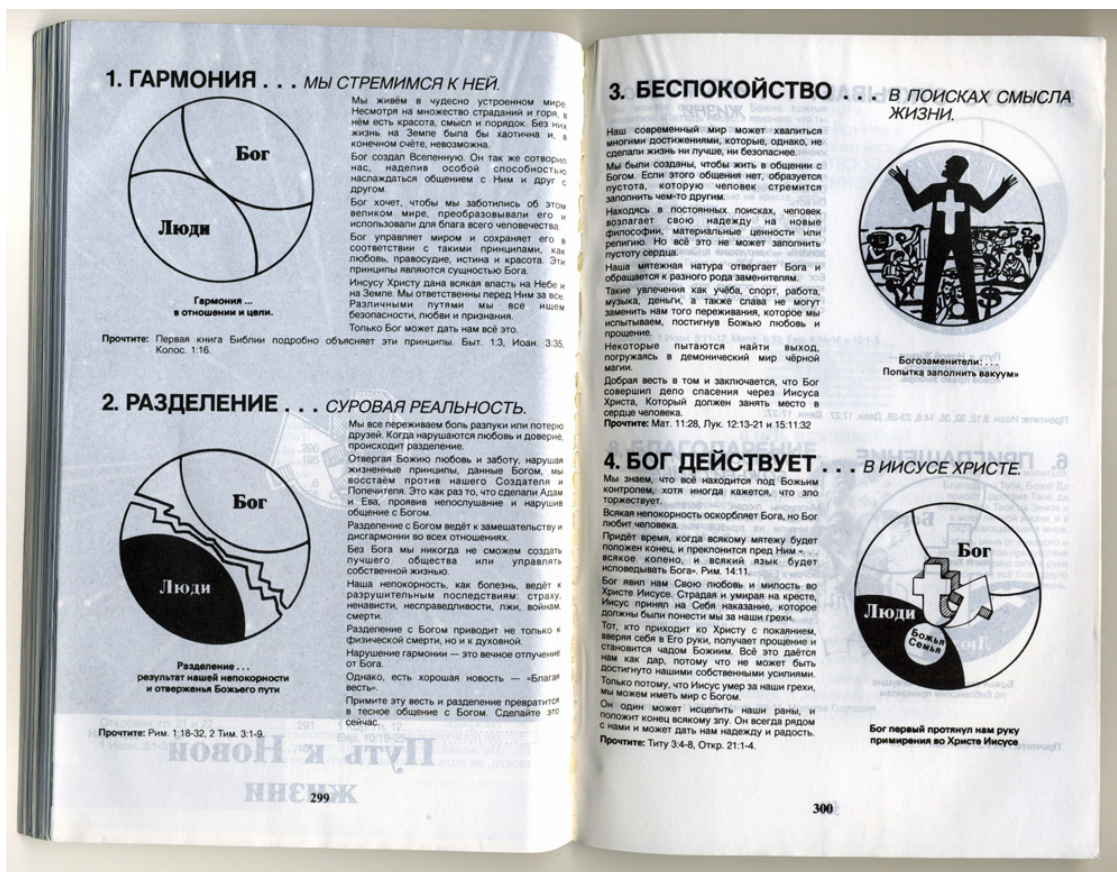 1. ГАРМОНИЯ . . . МЫ СТРЕМИМСЯ К НЕЙ.
Бог
Люди
Гармония ...
в отношении и цели.
Мы живём в чудесно устроенном мире.
Несмотря на множество страданий и горя, в
нём есть красота, смысл и порядок. Без них
жизнь на Земле была бы хаотична и, в
конечном счёте, невозможна.
Бог создал Вселенную. Он так же сотворил
нас, наделив особой способностью
наслаждаться общением с Ним и друг с
другом.
Бог хочет, чтобы мы заботились об этом
великом мире, преобразовывали его и
использовали для блага всего человечества.
Бог управляет миром и сохраняет его в
соответствии с такими принципами, как
любовь, правосудие, истина и красота. Эти
принципы являются сущностью Бога.
Иисусу Христу дана всякая власть на Небе и
на Земле. Мы ответственны перед Ним за все.
Различными путями мы все ищем
безопасности, любви и признания.
Только Бог может дать нам всё это.
Прочтите: Первая книга Библии подробно объясняет эти принципы. Быт. 1:3, Иоан. 3:35,
Колос. 1:16.
2. РАЗДЕЛЕНИЕ . . . СУРОВАЯ РЕАЛЬНОСТЬ.
Бог
Люди
Разделение . . .
результат нашей непокорности
и отверженья Божьего пути
Мы все переживаем боль разлуки или потерю
друзей. Когда нарушаются любовь и доверие,
происходит разделение.
Отвергая Божию любовь и заботу, нарушая
жизненные принципы, данные Богом, мы
восстаём против нашего Создателя и
Попечителя. Это как раз то, что сделали Адам
и Ева, проявив непослушание и нарушив
общение с Богом.
Разделение с Богом ведёт к замешательству и
дисгармонии во всех отношениях.
Без Бога мы никогда не сможем создать
лучшего общества или управлять
собственной жизнью.
Наша непокорность, как болезнь, ведёт к
разрушительным последствиям: страху,
ненависти, несправедливости, лжи, войнам,
смерти.
Разделение с Богом приводит не только к
физической смерти, но и к духовной.
Нарушение гармонии — это вечное отлучение
от Бога.
Однако, есть хорошая новость — «Благая
весть».
Примите эту весть и разделение превратится
в тесное общение с Богом. Сделайте это
сейчас.
Прочтите: Рим. 1:18-32, 2 Тим. 3:1-9.
299
3. БЕСПОКОЙСТВО . . . В ПОИСКАХ СМЫСЛА
ЖИЗНИ.
Наш современный мир может хвалиться
многими достижениями, которые, однако, не
сделали жизнь ни лучше, ни безопаснее.
Мы были созданы, чтобы жить в общении с
Богом. Если этого общения нет, образуется
пустота, которую человек стремится
заполнить чем-то другим.
Находясь в постоянных поисках, человек
возлагает свою надежду на новые
философии, материальные ценности или
религию. Но всё это не может заполнить
пустоту сердца.
Наша мятежная натура отвергает Бога и
обращается к разного рода заменителям.
Такие увлечения как учёба, спорт, работа,
музыка, деньги, а также слава не могут
заменить нам того переживания, которое мы
испытываем, постигнув Божью любовь и
прощение.
Некоторые пытаются найти выход,
погружаясь в демонический мир чёрной
магии.
Добрая весть в том и заключается, что Бог
совершил дело спасения через Иисуса
Христа, Который должен занять место в
сердце человека.
Прочтите: Мат. 11:28, Лук. 12:13-21 и 15:11:32
Богозаменители: . . .
Попытка заполнить вакуум»
4. БОГ ДЕЙСТВУЕТ . . . В ИИСУСЕ ХРИСТЕ.
Мы знаем, что всё находится под Божьим
контролем, хотя иногда кажется, что зло
торжествует.
Всякая непокорность оскорбляет Бога, но Бог
любит человека.
Придёт время, когда всякому мятежу будет
положен конец, и преклонится пред Ним «. . .
всякое колено, и всякий язык будет
исповедывать Бога». Рим. 14:11.
Бог явил нам Свою любовь и милость во
Христе Иисусе. Страдая и умирая на кресте,
Иисус принял на Себя наказание, которое
должны были понести мы за наши грехи.
Тот, кто приходит ко Христу с покаянием,
вверяя себя в Его руки, получает прощение и
становится чадом Божиим. Всё это даётся
нам как дар, потому что не может быть
достигнуто нашими собственными усилиями.
Только потому, что Иисус умер за наши грехи,
мы можем иметь мир с Богом.
Он один может исцелить наши раны, и
положит конец всякому злу. Он всегда рядом
с нами и может дать нам надежду и радость.
Прочтите: Титу 3:4-8, Откр. 21:1-4.
Бог
Люди
Божья
Семья
Бог первый протянул нам руку
примирения во Христе Иисусе
300